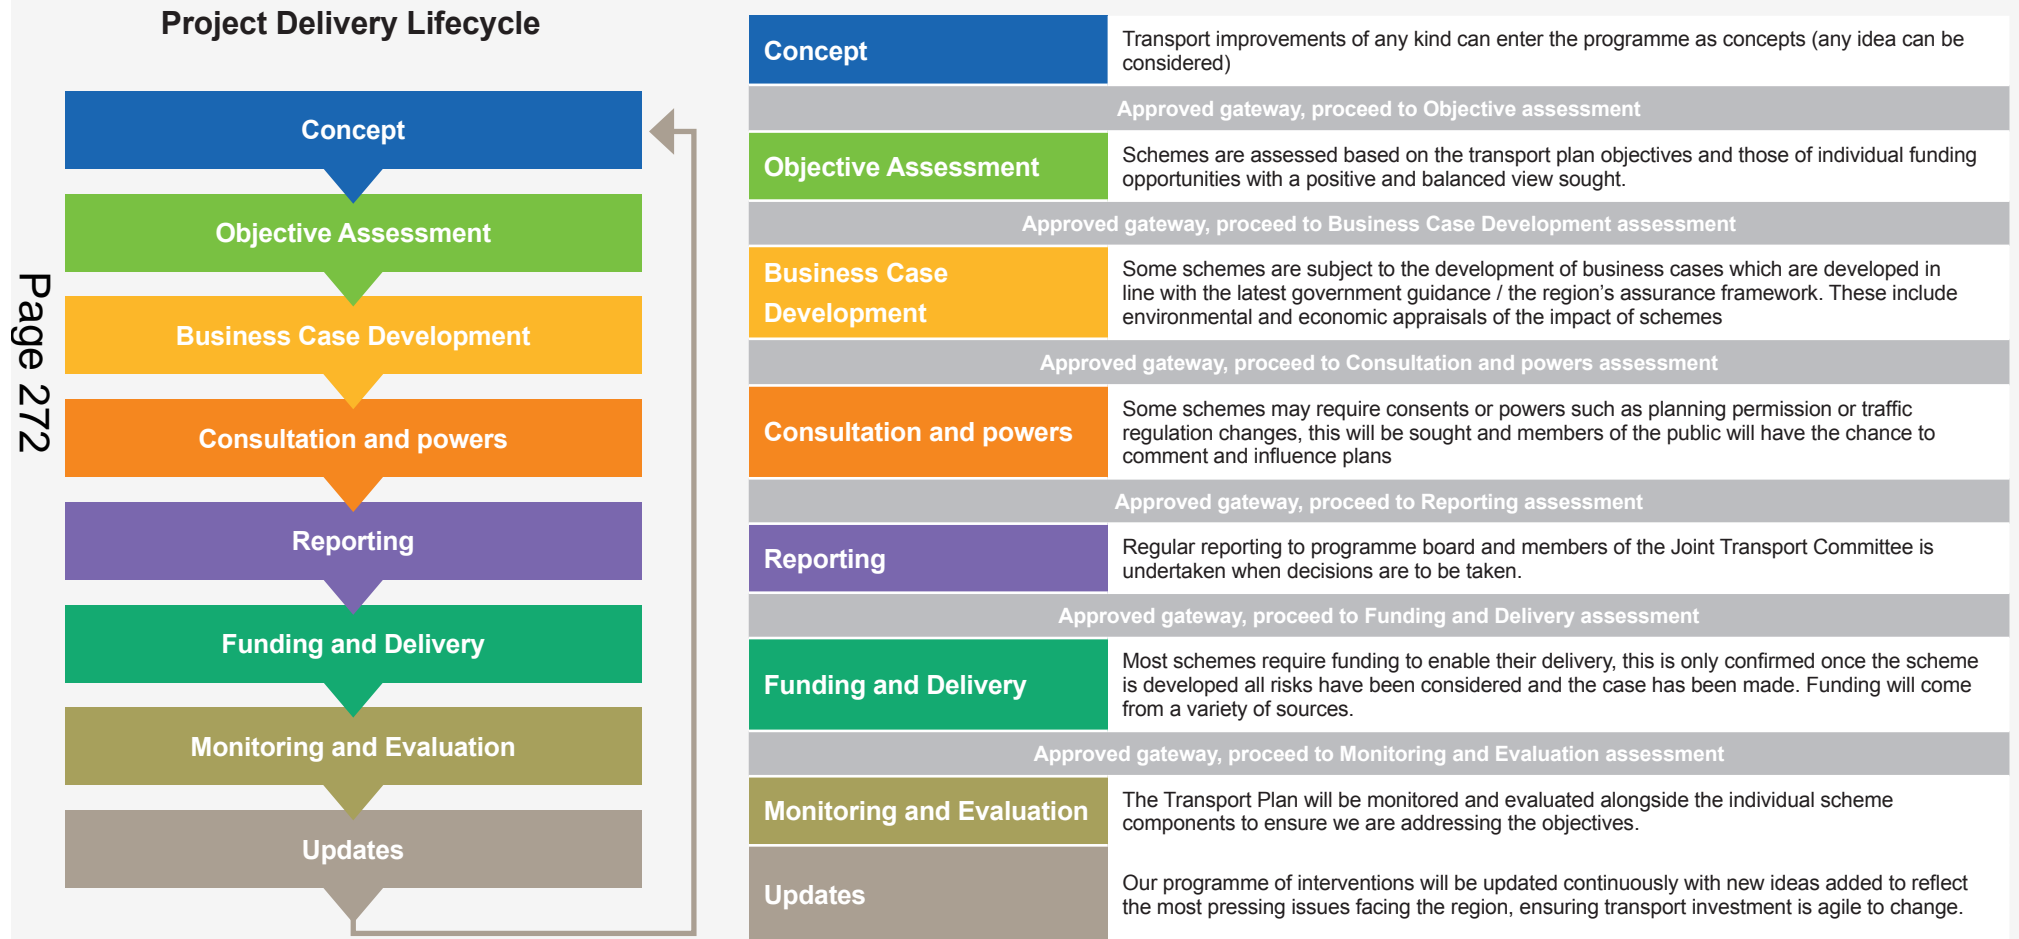 Project Delivery Lifecycle
Concept
Objective Assessment
Business Case Development
Consultation and powers
Reporting
Funding and Delivery
Monitoring and Evaluation
Updates
Page 272
Concept
Transport improvements of any kind can enter the programme as concepts (any idea can be
considered)
Approved gateway, proceed to Objective assessment
Objective Assessment
Schemes are assessed based on the transport plan objectives and those of individual funding
opportunities with a positive and balanced view sought.
Approved gateway, proceed to Business Case Development assessment
Business Case
Development
Some schemes are subject to the development of business cases which are developed in
line with the latest government guidance / the region's assurance framework. These include
environmental and economic appraisals of the impact of schemes
Approved gateway, proceed to Consultation and powers assessment
Consultation and powers
Some schemes may require consents or powers such as planning permission or traffic
regulation changes, this will be sought and members of the public will have the chance to
comment and influence plans
Approved gateway, proceed to Reporting assessment
Reporting
Regular reporting to programme board and members of the Joint Transport Committee is
undertaken when decisions are to be taken.
Approved gateway, proceed to Funding and Delivery assessment
Funding and Delivery
Most schemes require funding to enable their delivery, this is only confirmed once the scheme
is developed all risks have been considered and the case has been made. Funding will come
from a variety of sources.
Approved gateway, proceed to Monitoring and Evaluation assessment
Monitoring and Evaluation
The Transport Plan will be monitored and evaluated alongside the individual scheme
components to ensure we are addressing the objectives.
Updates
Our programme of interventions will be updated continuously with new ideas added to reflect
the most pressing issues facing the region, ensuring transport investment is agile to change.